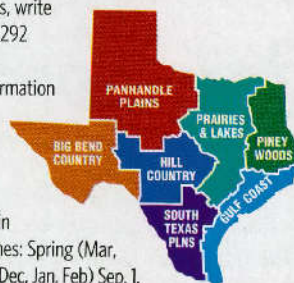 s, write
292
rmation
in
nes: Spring (Mar,
Dec, Jan, Feb) Sep. 1,
PANHANDLE
PLAINS
PRAIRIES
& LAKES
PINEY
WOODS
BIG BEND
COUNTRY
HILL
COUNTRY
GULF COAST
SOUTH
TEXAS
PLNS